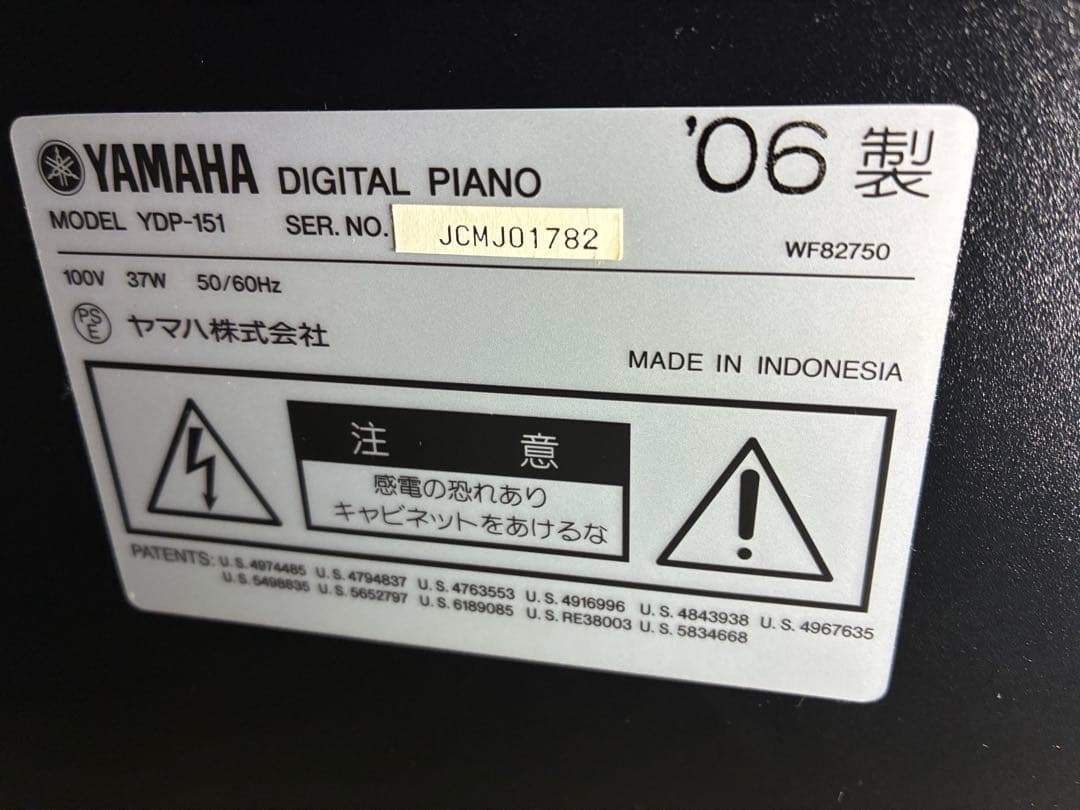 YAMAHA DIGITAL PIANO '06 製
MODEL YDP-151 SER. NO. JCMJ01782 WF82750
100V 37W 50/60Hz
PSE ヤマハ株式会社
MADE IN INDONESIA
注意
感電の恐れあり
キャビネットをあけるな
PATENTS: U.S. 4974485 U.S. 4794837 U.S. 4763553 U.S. 4916996 U.S. 4843938 U.S. 4967635
U.S. 5498835 U.S. 5652797 U.S. 6189085 U.S. RE38003 U.S. 5834668